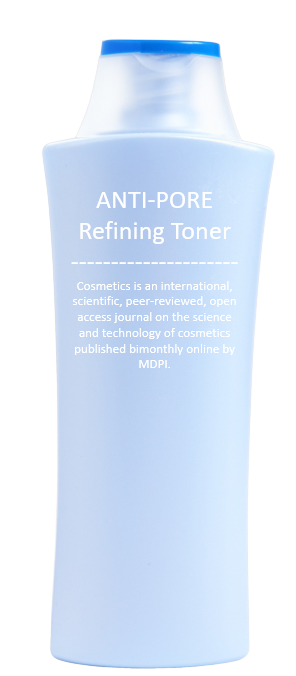 ANTI-PORE
Refining Toner
--------------------
Cosmetics is an international,
scientific, peer-reviewed, open
access journal on the science
and technology of cosmetics
published bimonthly online by
MDPI.